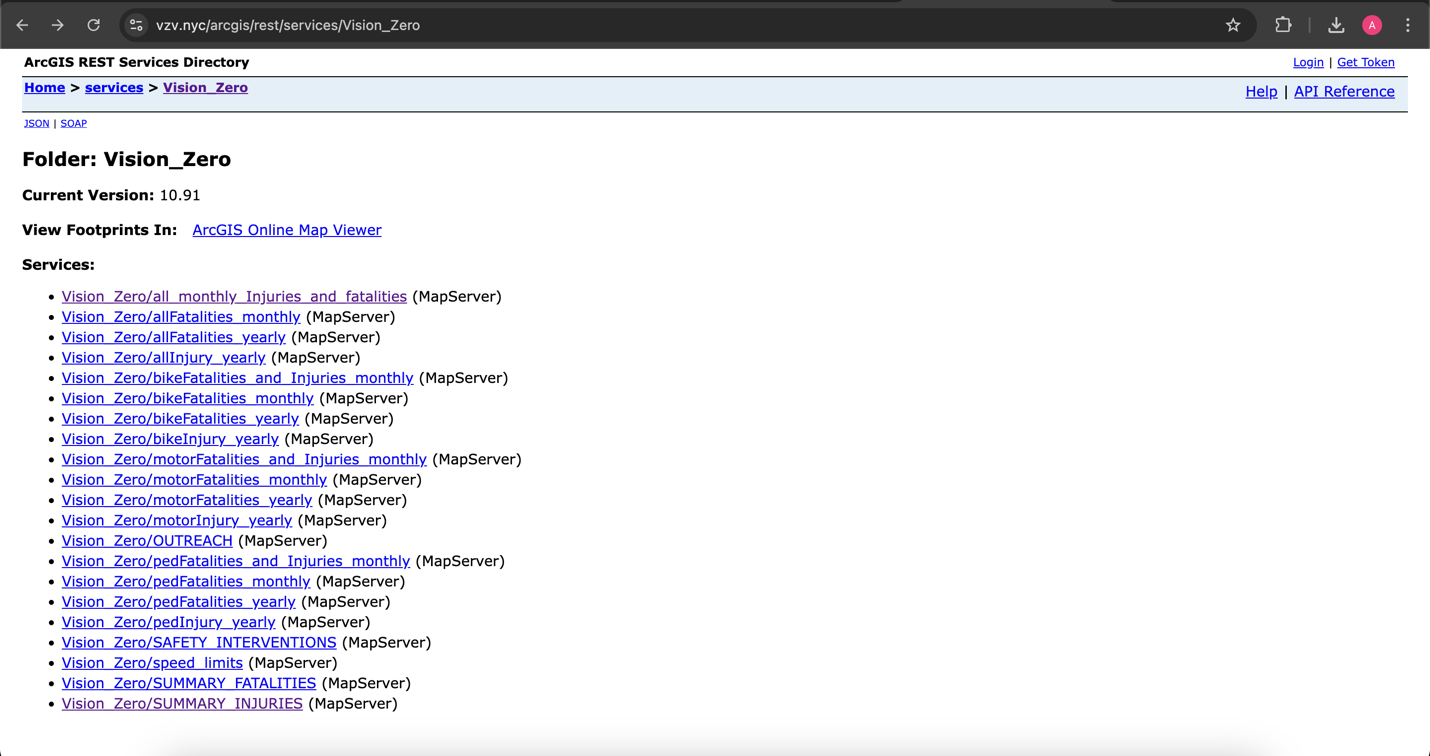 vzv.nyc/arcgis/rest/services/Vision_Zero
A
ArcGIS REST Services Directory
Login | Get Token
Home > services > Vision_Zero
Help | API Reference
JSON | SOAP
Folder: Vision_Zero
Current Version: 10.91
View Footprints In: ArcGIS Online Map Viewer
Services:
• Vision_Zero/all_monthly_Injuries_and_fatalities (MapServer)
• Vision_Zero/allFatalities_monthly (MapServer)
• Vision_Zero/allFatalities_yearly (MapServer)
• Vision_Zero/allInjury_yearly (MapServer)
• Vision_Zero/bikeFatalities_and_Injuries_monthly (MapServer)
• Vision_Zero/bikeFatalities_monthly (MapServer)
• Vision_Zero/bikeFatalities_yearly (MapServer)
• Vision_Zero/bikeInjury_yearly (MapServer)
• Vision_Zero/motorFatalities_and_Injuries_monthly (MapServer)
• Vision_Zero/motorFatalities_monthly (MapServer)
• Vision_Zero/motorFatalities_yearly (MapServer)
• Vision_Zero/motorInjury_yearly (MapServer)
• Vision_Zero/OUTREACH (MapServer)
• Vision_Zero/pedFatalities_and_Injuries_monthly (MapServer)
• Vision_Zero/pedFatalities_monthly (MapServer)
• Vision_Zero/pedFatalities_yearly (MapServer)
• Vision_Zero/pedInjury_yearly (MapServer)
• Vision_Zero/SAFETY_INTERVENTIONS (MapServer)
• Vision_Zero/speed_limits (MapServer)
• Vision_Zero/SUMMARY_FATALITIES (MapServer)
• Vision_Zero/SUMMARY_INJURIES (MapServer)